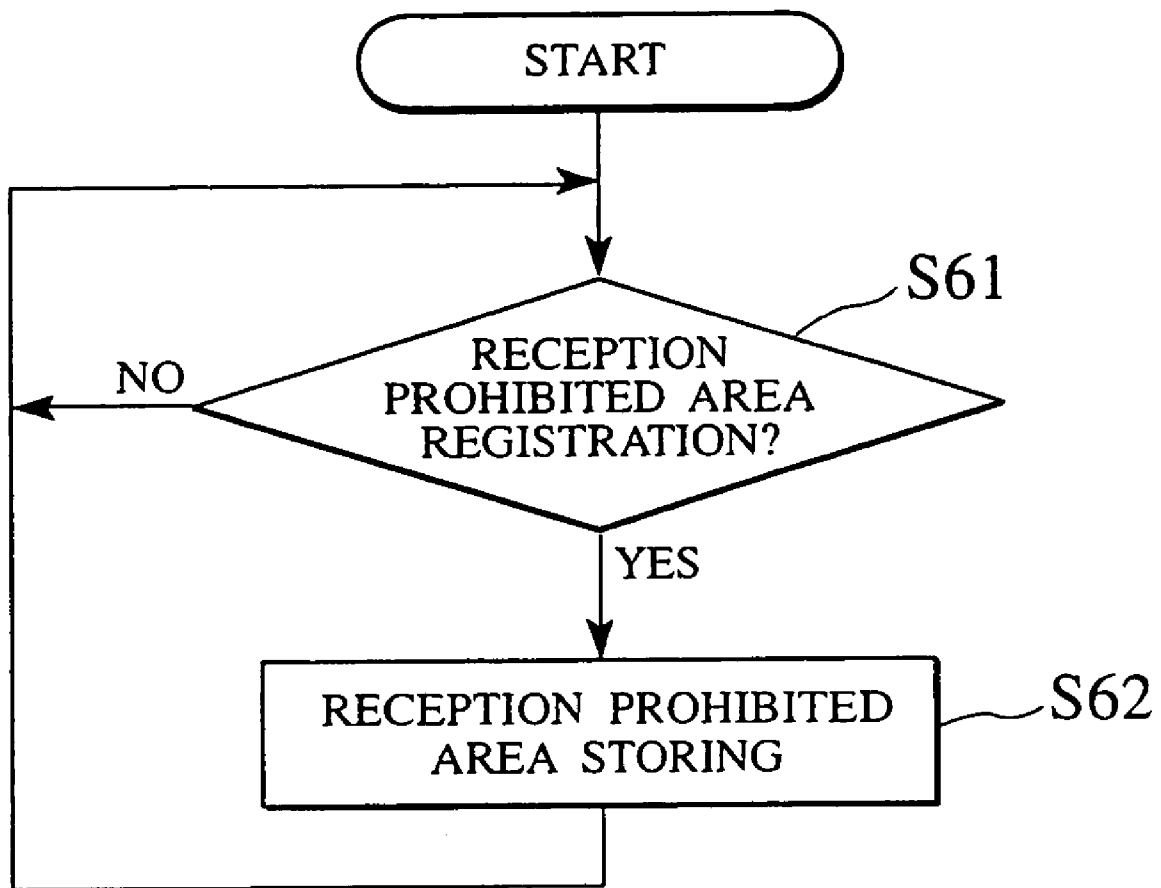 START
S61
RECEPTION
PROHIBITED AREA
REGISTRATION?
NO
YES
RECEPTION PROHIBITED
AREA STORING
S62